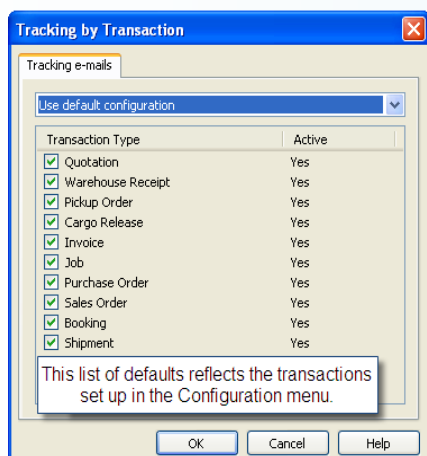 Tracking by Transaction
Tracking e-mails
Use default configuration
Transaction Type Active
Quotation Yes
Warehouse Receipt Yes
Pickup Order Yes
Cargo Release Yes
Invoice Yes
Job Yes
Purchase Order Yes
Sales Order Yes
Booking Yes
Shipment Yes
This list of defaults reflects the transactions
set up in the Configuration menu.
OK Cancel Help